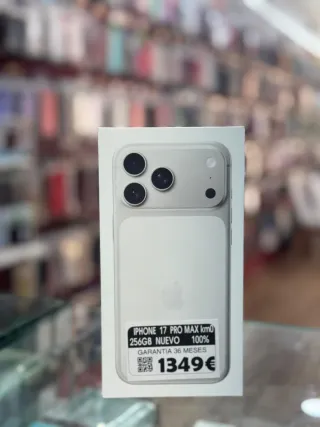 IPHONE 17 PRO MAX km0
256GB NUEVO 100%
GARANTIA 36 MESES
1349€